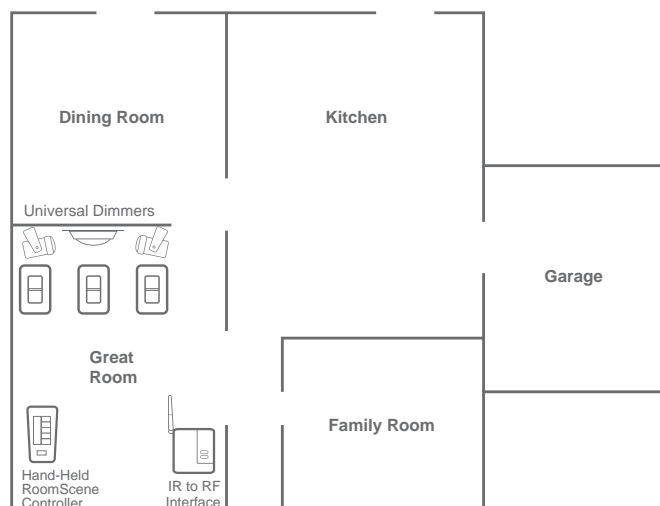 Dining Room
Kitchen
Universal Dimmers
Garage
Great
Room
Family Room
Hand-Held
RoomScene
Controller
IR to RF
Interface